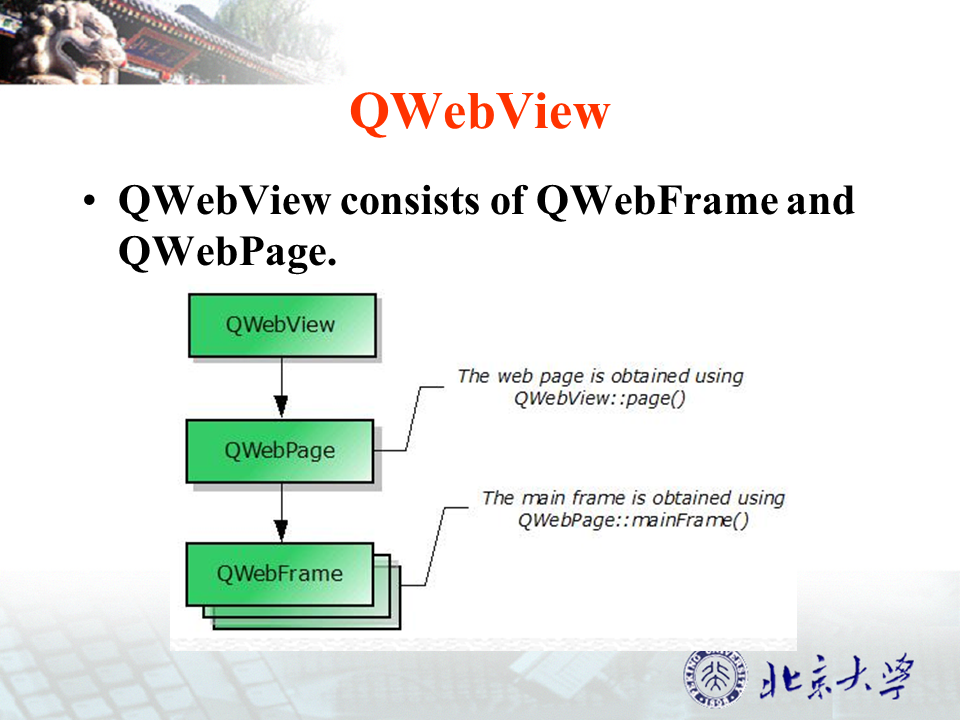 QWebView
• QWebView consists of QWebFrame and
QWebPage.
QWebView
The web page is obtained using
QWebView::page()
QWebPage
The main frame is obtained using
QWebPage::mainFrame()
QWebFrame
1898
北京大学